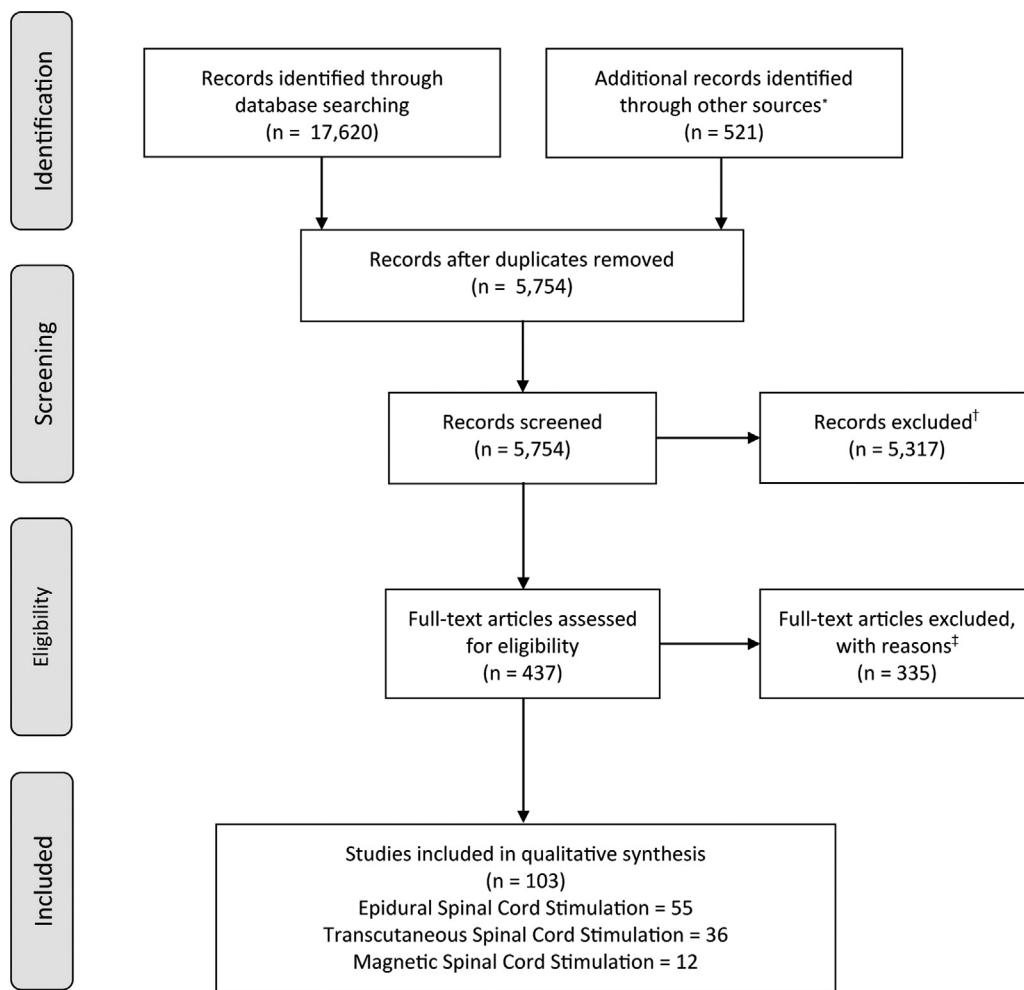 Identification
Records identified through
database searching
(n = 17,620)
Additional records identified
through other sources*
(n = 521)
Records after duplicates removed
(n = 5,754)
Screening
Records screened
(n = 5,754)
Records excluded†
(n = 5,317)
Eligibility
Full-text articles assessed
for eligibility
(n = 437)
Full-text articles excluded,
with reasons‡
(n = 335)
Included
Studies included in qualitative synthesis
(n = 103)
Epidural Spinal Cord Stimulation = 55
Transcutaneous Spinal Cord Stimulation = 36
Magnetic Spinal Cord Stimulation = 12